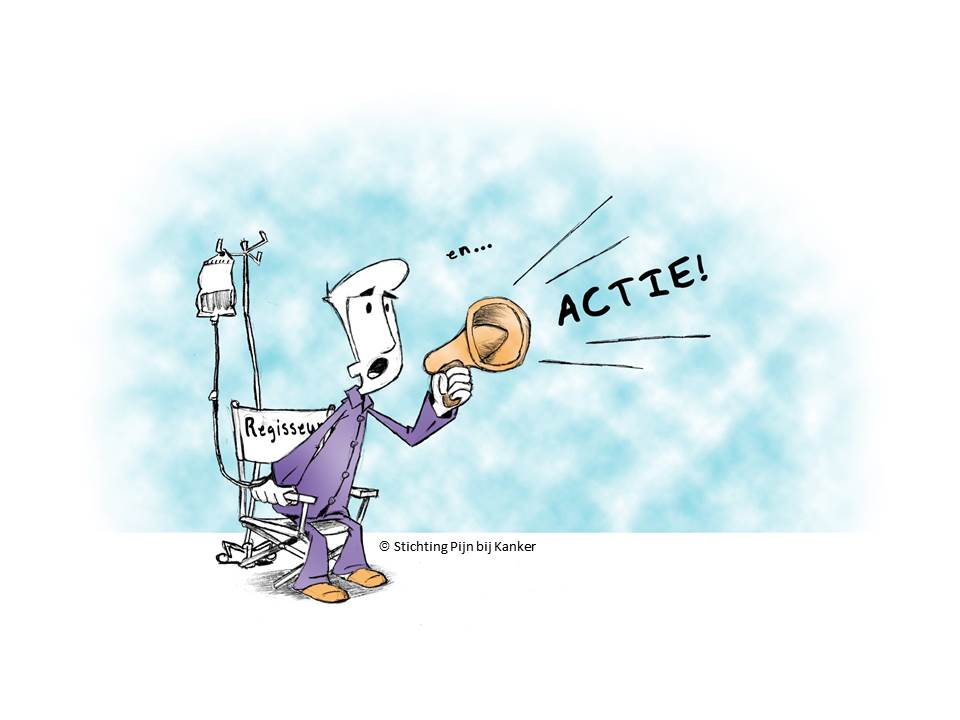 en...
ACTIE!
Regisseur
© Stichting Pijn bij Kanker